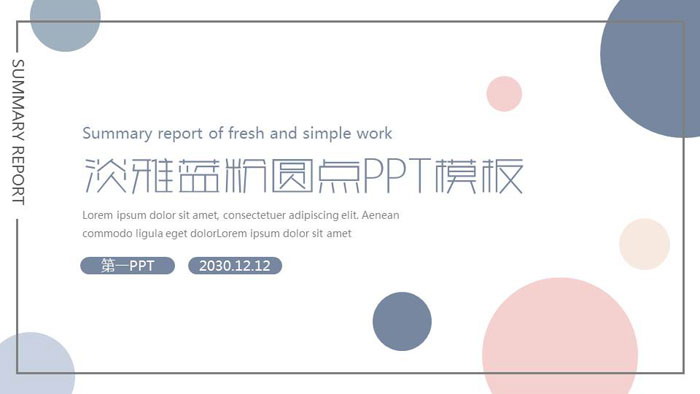 SUMMARY REPORT
Summary report of fresh and simple work
淡雅蓝粉圆点PPT模板
Lorem ipsum dolor sit amet, consectetuer adipiscing elit. Aenean
commodo ligula eget dolorLorem ipsum dolor sit amet
第一PPT
2030.12.12